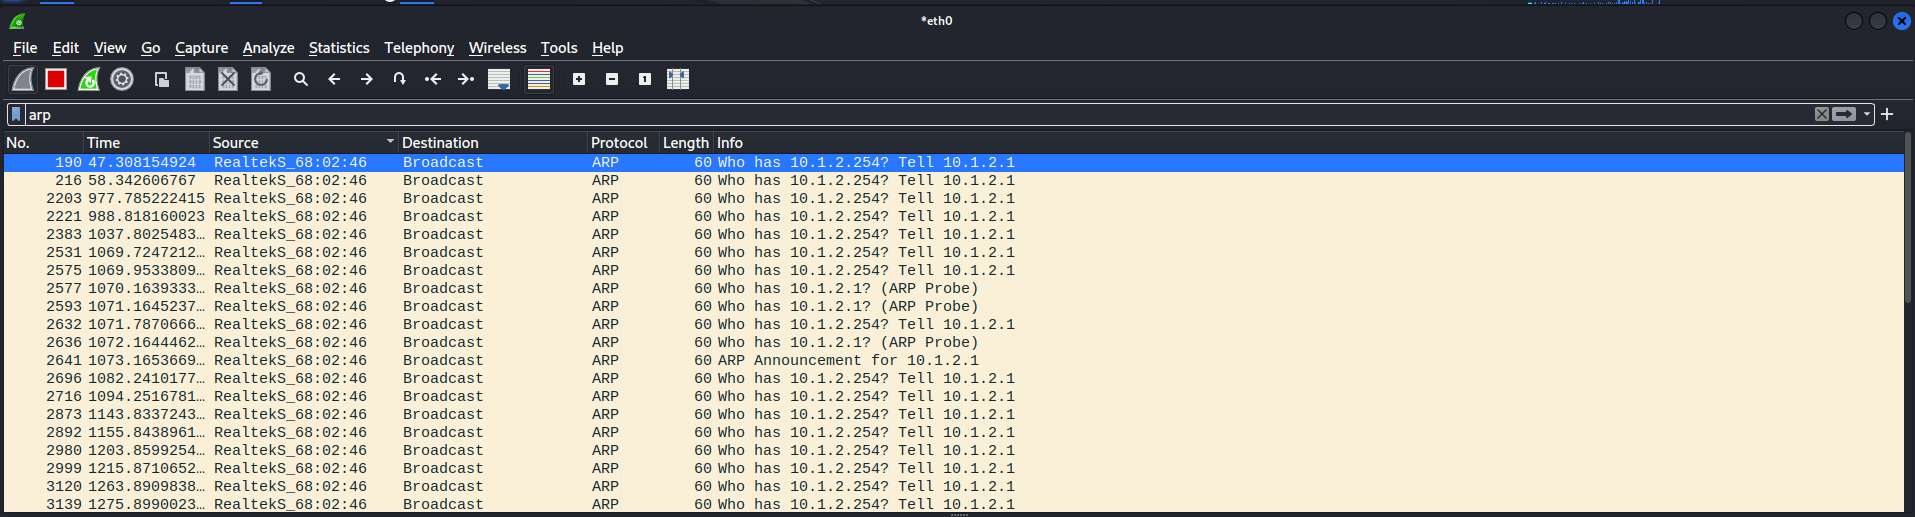 *eth0
File Edit View Go Capture Analyze Statistics Telephony Wireless Tools Help
arp
No. Time Source Destination Protocol Length Info
190 47.308154924 RealtekS_68:02:46 Broadcast ARP 60 Who has 10.1.2.254? Tell 10.1.2.1
216 58.342606767 RealtekS_68:02:46 Broadcast ARP 60 Who has 10.1.2.254? Tell 10.1.2.1
2203 977.785222415 RealtekS_68:02:46 Broadcast ARP 60 Who has 10.1.2.254? Tell 10.1.2.1
2221 988.818160023 RealtekS_68:02:46 Broadcast ARP 60 Who has 10.1.2.254? Tell 10.1.2.1
2383 1037.8025483… RealtekS_68:02:46 Broadcast ARP 60 Who has 10.1.2.254? Tell 10.1.2.1
2531 1069.7247212… RealtekS_68:02:46 Broadcast ARP 60 Who has 10.1.2.254? Tell 10.1.2.1
2575 1069.9533809… RealtekS_68:02:46 Broadcast ARP 60 Who has 10.1.2.254? Tell 10.1.2.1
2577 1070.1639333… RealtekS_68:02:46 Broadcast ARP 60 Who has 10.1.2.1? (ARP Probe)
2593 1071.1645237… RealtekS_68:02:46 Broadcast ARP 60 Who has 10.1.2.1? (ARP Probe)
2632 1071.7870666… RealtekS_68:02:46 Broadcast ARP 60 Who has 10.1.2.254? Tell 10.1.2.1
2636 1072.1644462… RealtekS_68:02:46 Broadcast ARP 60 Who has 10.1.2.1? (ARP Probe)
2641 1073.1653669… RealtekS_68:02:46 Broadcast ARP 60 ARP Announcement for 10.1.2.1
2696 1082.2410177… RealtekS_68:02:46 Broadcast ARP 60 Who has 10.1.2.254? Tell 10.1.2.1
2716 1094.2516781… RealtekS_68:02:46 Broadcast ARP 60 Who has 10.1.2.254? Tell 10.1.2.1
2873 1143.8337243… RealtekS_68:02:46 Broadcast ARP 60 Who has 10.1.2.254? Tell 10.1.2.1
2892 1155.8438961… RealtekS_68:02:46 Broadcast ARP 60 Who has 10.1.2.254? Tell 10.1.2.1
2980 1203.8599254… RealtekS_68:02:46 Broadcast ARP 60 Who has 10.1.2.254? Tell 10.1.2.1
2999 1215.8710652… RealtekS_68:02:46 Broadcast ARP 60 Who has 10.1.2.254? Tell 10.1.2.1
3120 1263.8909838… RealtekS_68:02:46 Broadcast ARP 60 Who has 10.1.2.254? Tell 10.1.2.1
3139 1275.8990023… RealtekS_68:02:46 Broadcast ARP 60 Who has 10.1.2.254? Tell 10.1.2.1